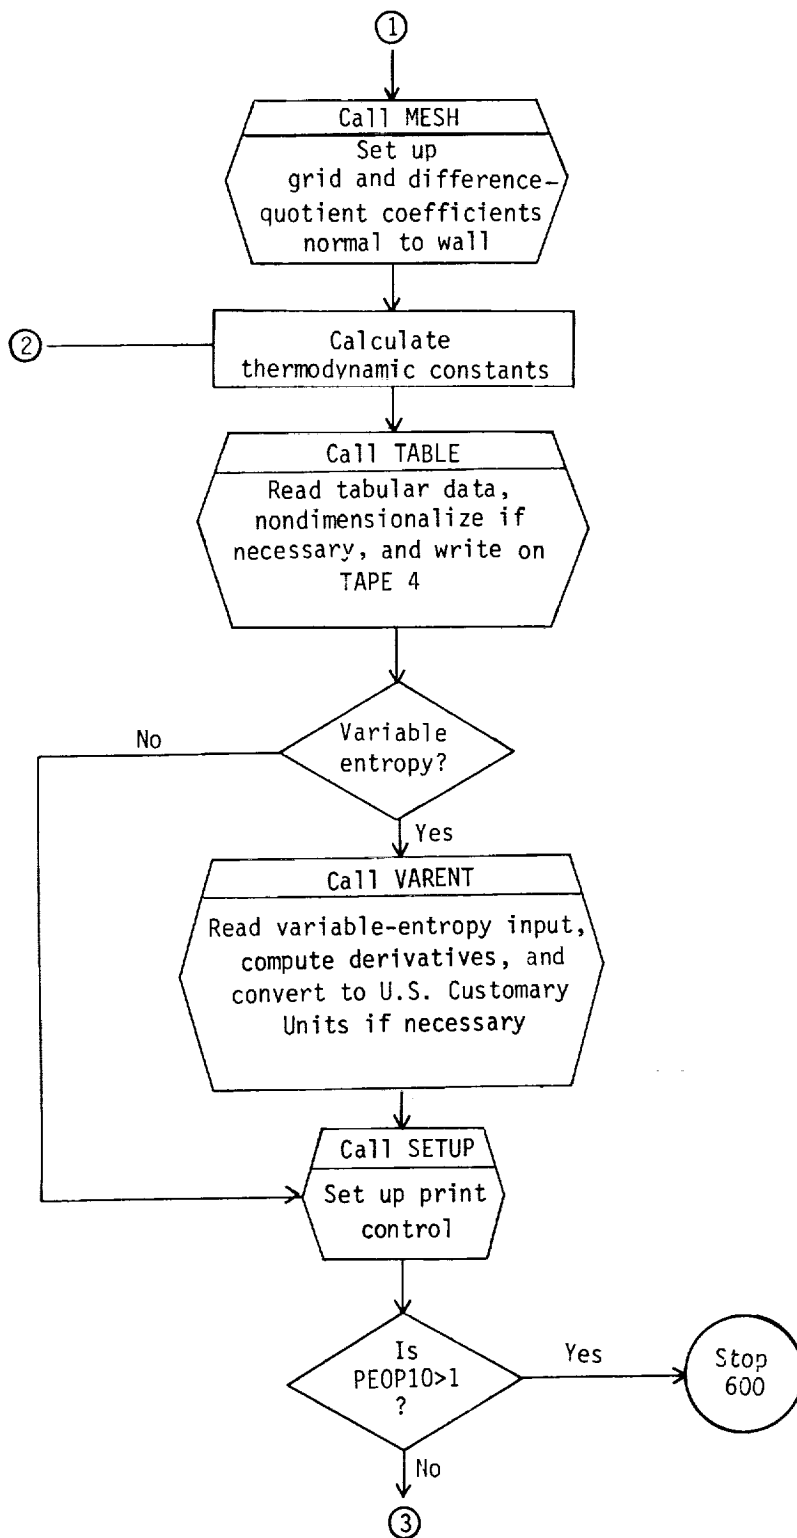 1
Call MESH
Set up
grid and difference-
quotient coefficients
normal to wall
2
Calculate
thermodynamic constants
Call TABLE
Read tabular data,
nondimensionalize if
necessary, and write on
TAPE 4
No
Variable
entropy?
Yes
Call VARENT
Read variable-entropy input,
compute derivatives, and
convert to U.S. Customary
Units if necessary
Call SETUP
Set up print
control
Is
PEOP10>1
?
Yes
Stop
600
No
3